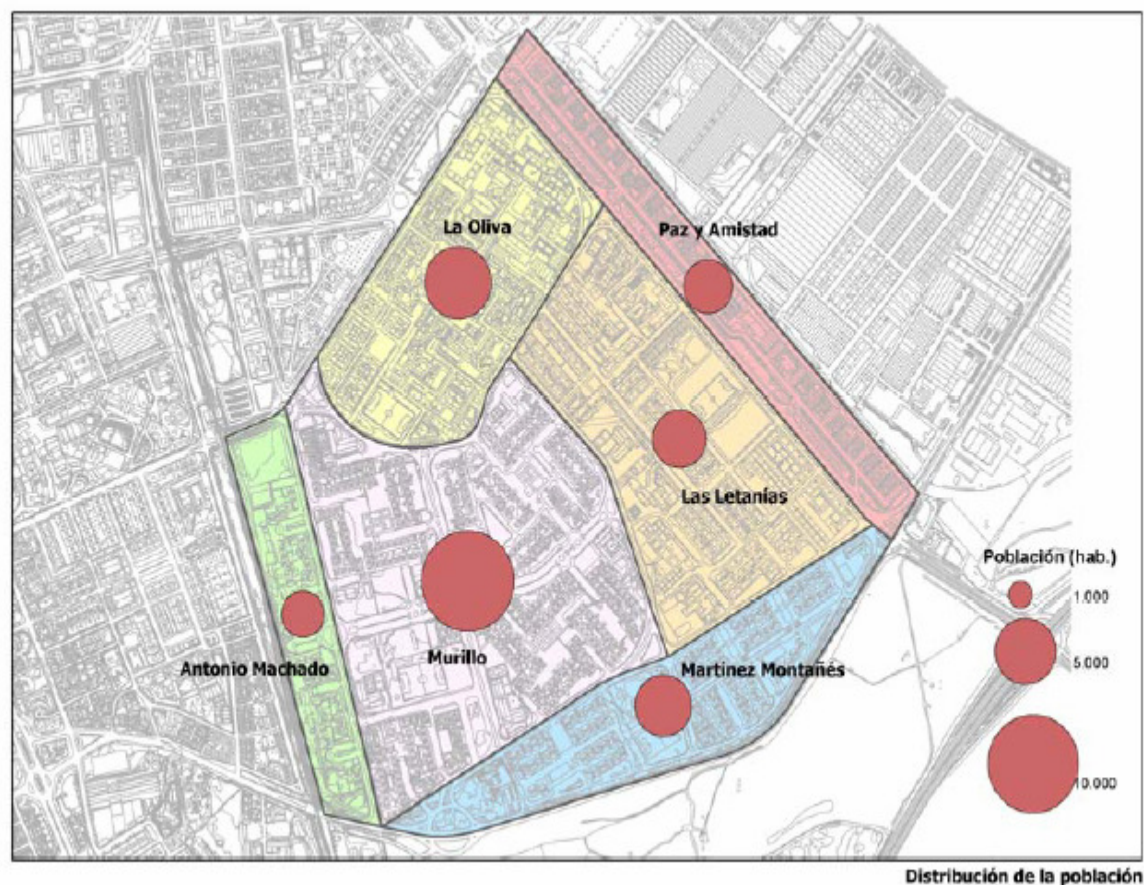 La Oliva
Paz y Amistad
Las Letanías
Población (hab.)
1.000
5.000
10.000
Antonio Machado
Murillo
Martinez Montañés
Distribución de la población